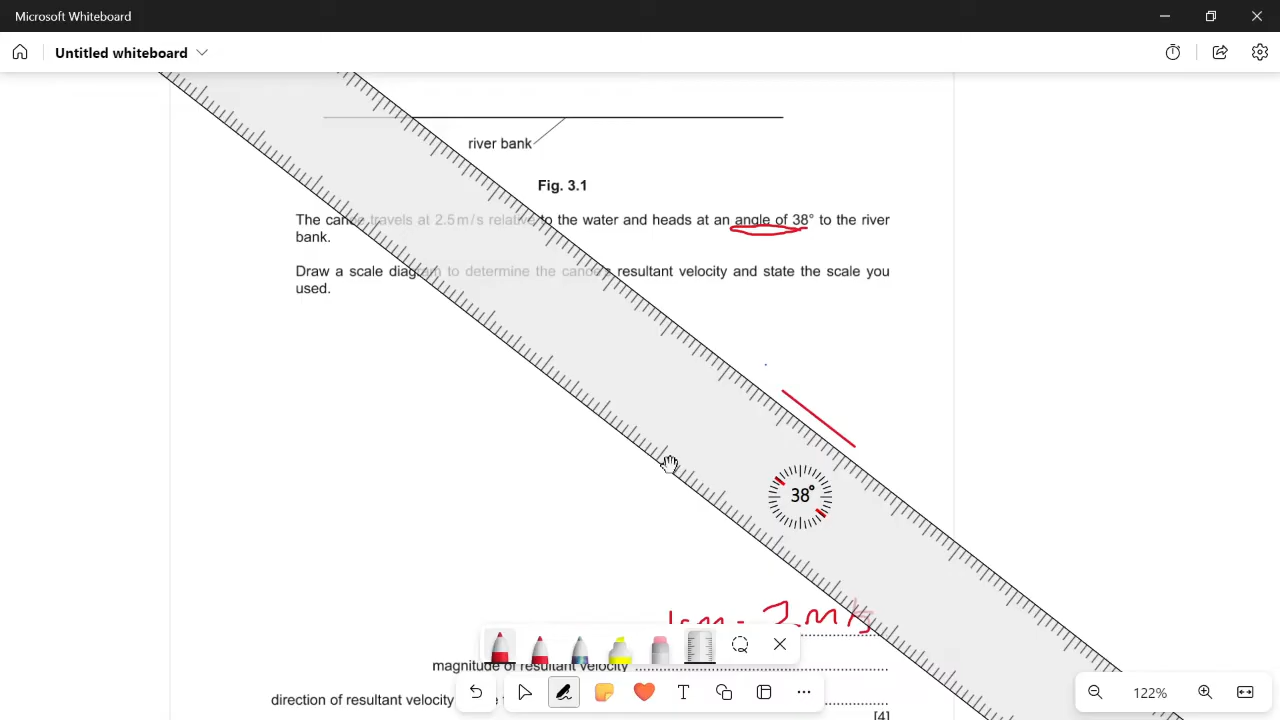 Microsoft Whiteboard
Untitled whiteboard
river bank
Fig. 3.1
The canoe travels at 2.5 m/s relative to the water and heads at an angle of 38° to the river
bank.
Draw a scale diagram to determine the canoe's resultant velocity and state the scale you
used.
38°
magnitude of resultant velocity
direction of resultant velocity
[4]
122%